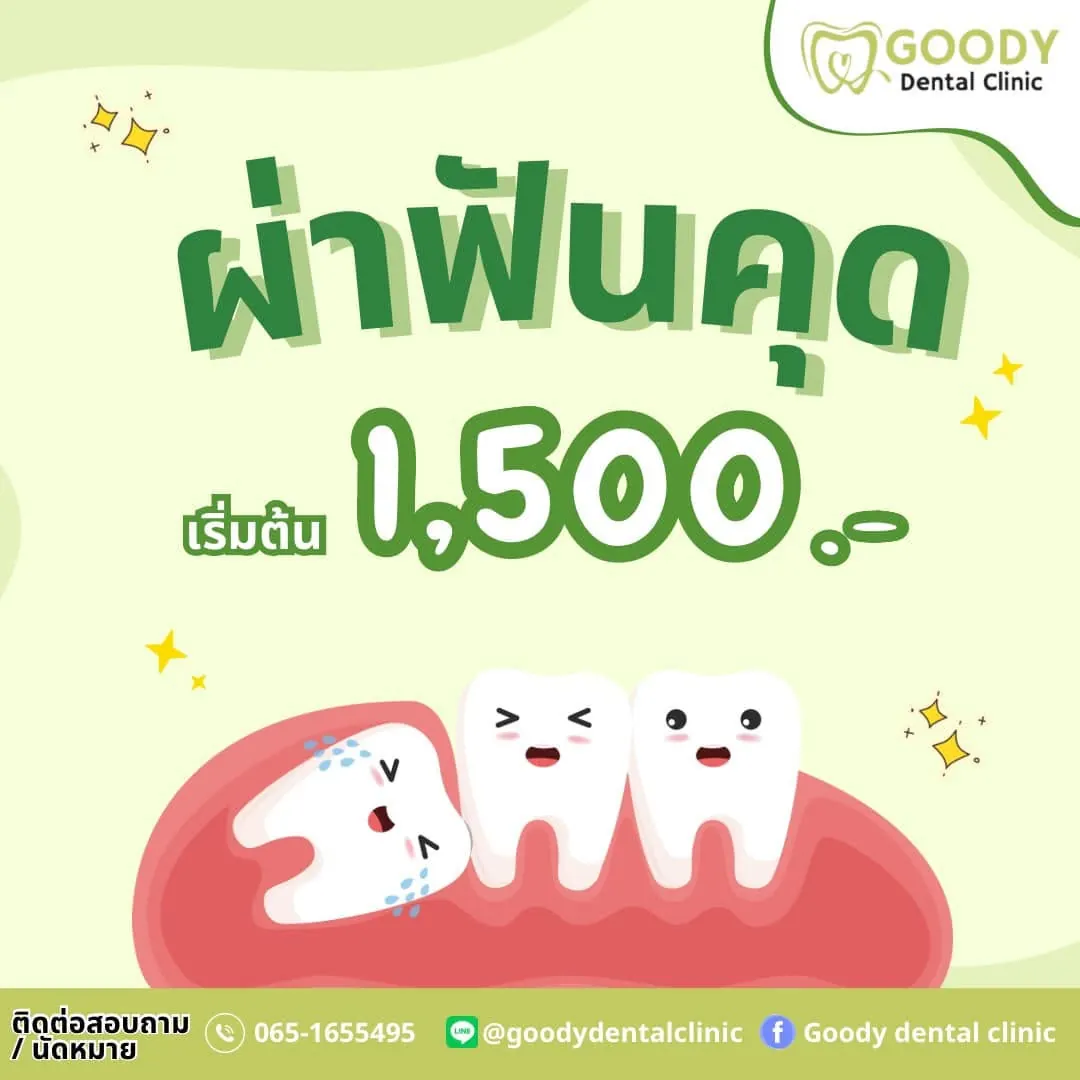 GOODY
Dental Clinic
ผ่าฟันคุด
เริ่มต้น 1,500.-
ติดต่อสอบถาม
/ นัดหมาย
065-1655495
LINE
@goodydentalclinic
Goody dental clinic